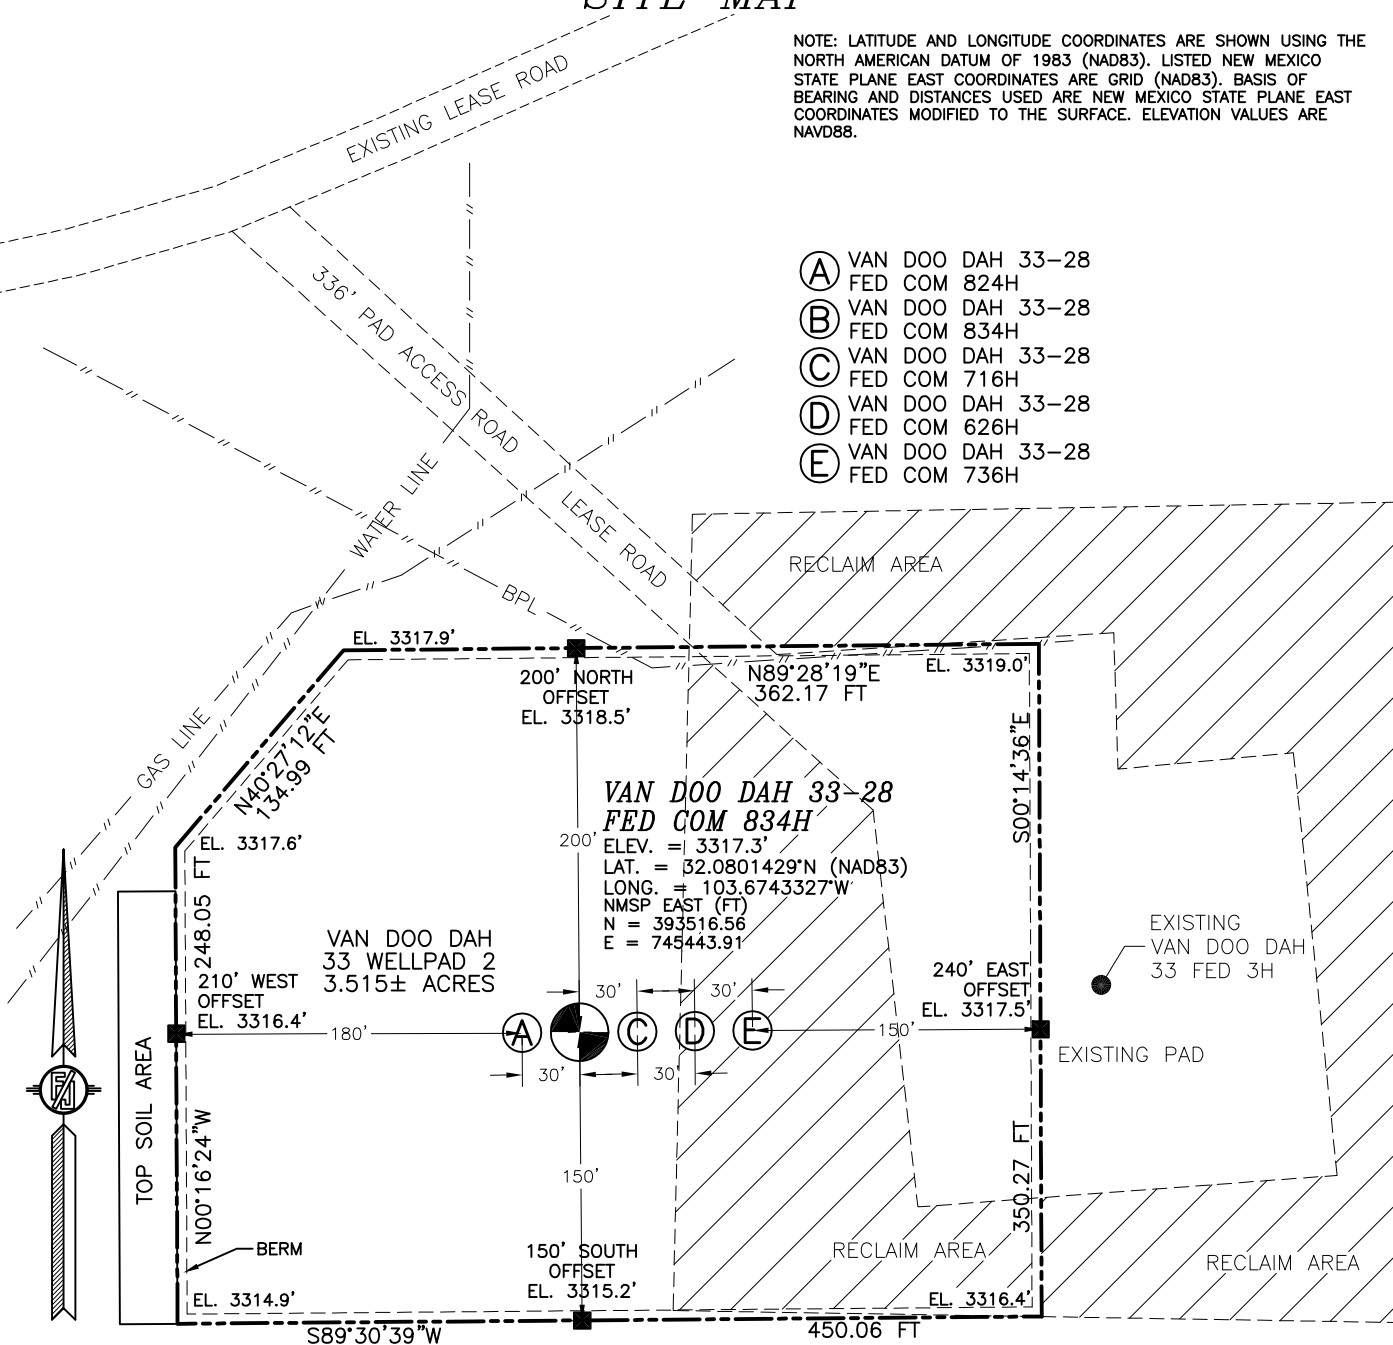 SITE MAP
NOTE: LATITUDE AND LONGITUDE COORDINATES ARE SHOWN USING THE
NORTH AMERICAN DATUM OF 1983 (NAD83). LISTED NEW MEXICO
STATE PLANE EAST COORDINATES ARE GRID (NAD83). BASIS OF
BEARING AND DISTANCES USED ARE NEW MEXICO STATE PLANE EAST
COORDINATES MODIFIED TO THE SURFACE. ELEVATION VALUES ARE
NAVD88.
EXISTING LEASE ROAD
336' PAD ACCESS ROAD
LEASE ROAD
A VAN DOO DAH 33-28
FED COM 824H
B VAN DOO DAH 33-28
FED COM 834H
C VAN DOO DAH 33-28
FED COM 716H
D VAN DOO DAH 33-28
FED COM 626H
E VAN DOO DAH 33-28
FED COM 736H
WATER LINE
BPL
GAS LINE
RECLAIM AREA
EL. 3317.9'
200' NORTH
OFFSET
EL. 3318.5'
N89°28'19"E
362.17 FT
EL. 3319.0'
N40°27'12"E
134.99 FT
EL. 3317.6'
S00°14'36"E
350.27 FT
VAN DOO DAH 33-28
FED COM 834H
ELEV. = 3317.3'
LAT. = 32.0801429°N (NAD83)
LONG. = 103.6743327°W
NMSP EAST (FT)
N = 393516.56
E = 745443.91
200'
VAN DOO DAH
33 WELLPAD 2
3.515± ACRES
N00°16'24"W
248.05 FT
210' WEST
OFFSET
EL. 3316.4'
240' EAST
OFFSET
EL. 3317.5'
EXISTING
VAN DOO DAH
33 FED 3H
EXISTING PAD
30'
30'
180'
A
C
D
E
150'
30'
30'
150'
TOP SOIL AREA
BERM
150' SOUTH
OFFSET
EL. 3315.2'
RECLAIM AREA
RECLAIM AREA
EL. 3314.9'
EL. 3316.4'
S89°30'39"W
450.06 FT